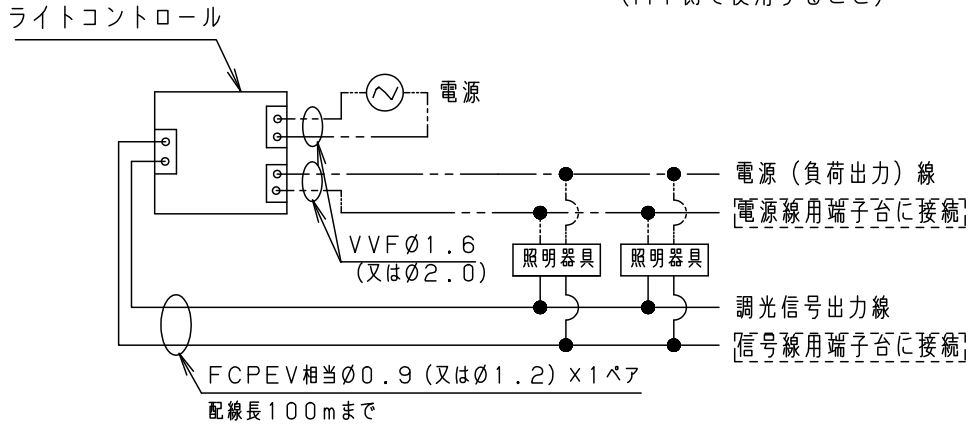 ライトコントロール
電源
電源（負荷出力）線
電源線用端子台に接続
VVFØ1.6
（又はØ2.0）
照明器具
照明器具
調光信号出力線
信号線用端子台に接続
FCPEV相当Ø0.9（又はØ1.2）×1ペア
配線長100mまで